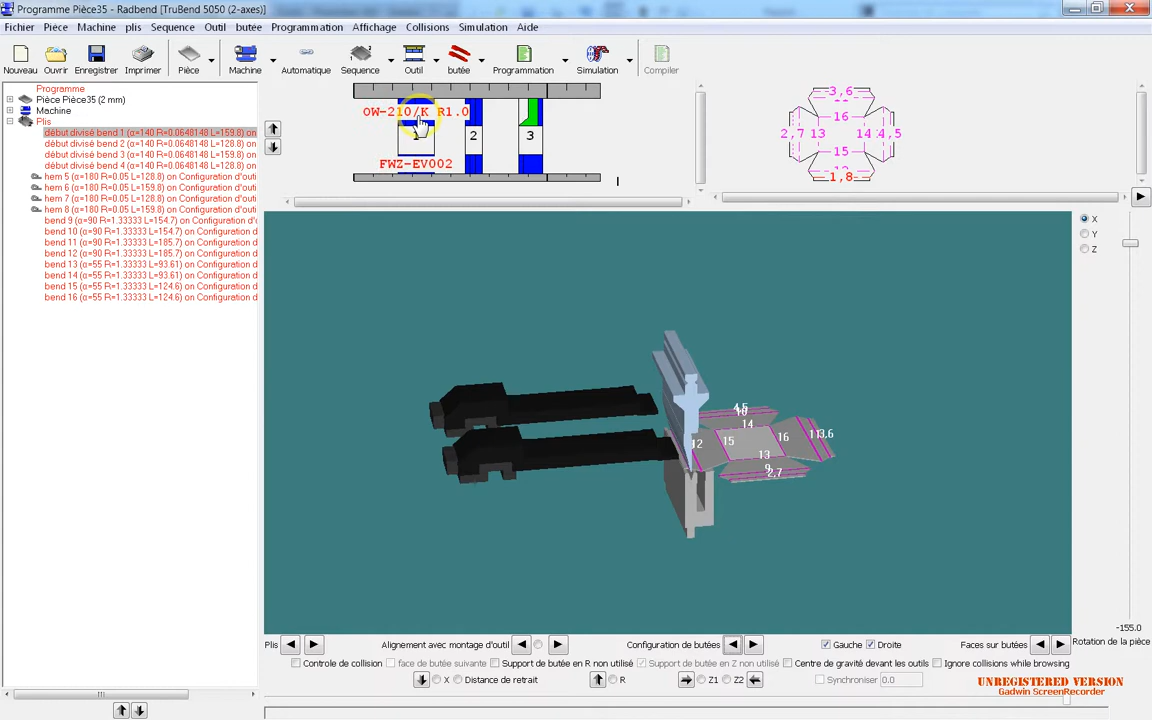 Programme Pièce35 - Radbend [TruBend 5050 (2-axes)]
Fichier Pièce Machine plis Sequence Outil butée Programmation Affichage Collisions Simulation Aide
Nouveau Ouvrir Enregistrer Imprimer Pièce Machine Automatique Sequence Outil butée Programmation Simulation Compiler
Programme
Pièce Pièce35 (2 mm)
Machine
Plis
début divisé bend 1 (α=140 R=0.0648148 L=159.8) on
début divisé bend 2 (α=140 R=0.0648148 L=128.8) on
début divisé bend 3 (α=140 R=0.0648148 L=159.8) on
début divisé bend 4 (α=140 R=0.0648148 L=128.8) on
hem 5 (α=180 R=0.05 L=128.8) on Configuration d'outi
hem 6 (α=180 R=0.05 L=159.8) on Configuration d'outi
hem 7 (α=180 R=0.05 L=128.8) on Configuration d'outi
hem 8 (α=180 R=0.05 L=159.8) on Configuration d'outi
bend 9 (α=90 R=1.33333 L=154.7) on Configuration d'
bend 10 (α=90 R=1.33333 L=154.7) on Configuration
bend 11 (α=90 R=1.33333 L=185.7) on Configuration
bend 12 (α=90 R=1.33333 L=185.7) on Configuration
bend 13 (α=55 R=1.33333 L=93.61) on Configuration d
bend 14 (α=55 R=1.33333 L=93.61) on Configuration d
bend 15 (α=55 R=1.33333 L=124.6) on Configuration d
bend 16 (α=55 R=1.33333 L=124.6) on Configuration d
OW-210/K R1.0
1 2 3
FWZ-EV002
3,6
16
2,7 13 14 4,5
15
1,8
X
Y
Z
4,5
14
12 15 16 3,6
13
9
2,7
-155.0
Rotation de la pièce
Plis Alignement avec montage d'outil Configuration de butées Gauche Droite Faces sur butées
Controle de collision face de butée suivante Support de butée en R non utilisé Support de butée en Z non utilisé Centre de gravité devant les outils Ignore collisions while browsing
X Distance de retrait R Z1 Z2 Synchroniser 0.0
UNREGISTERED VERSION
Gadwin ScreenRecorder